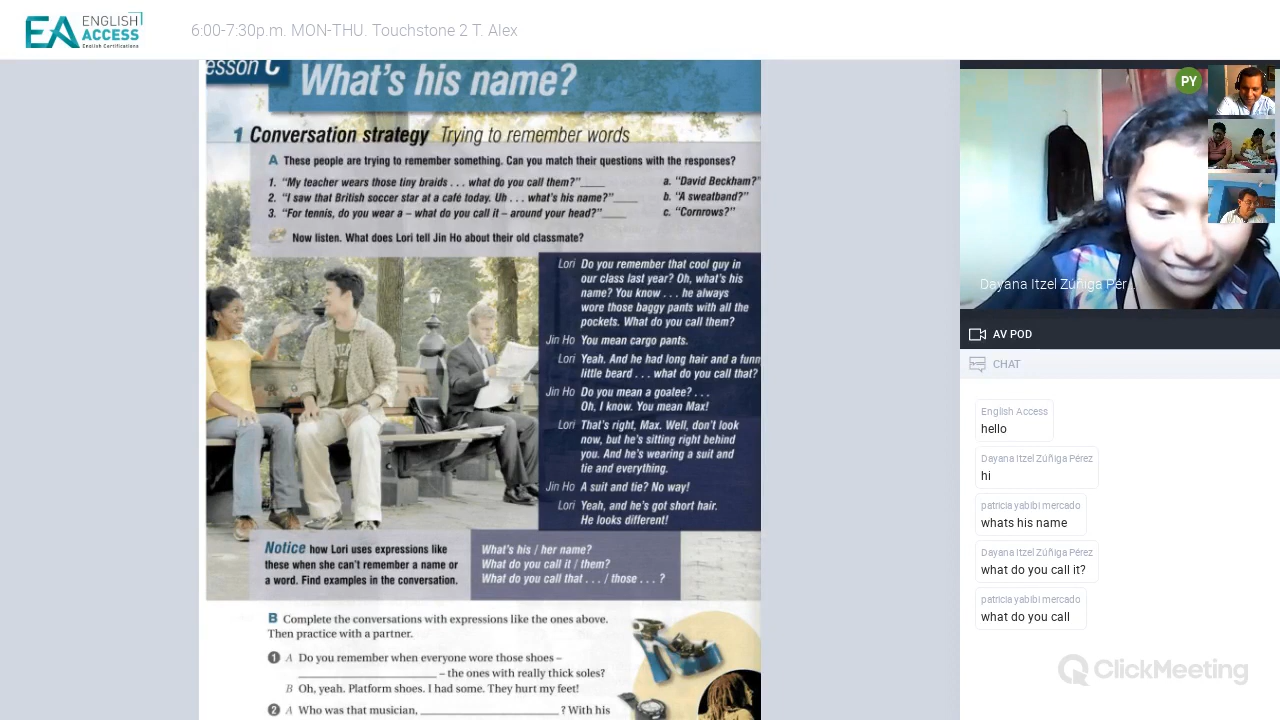 EA ENGLISH ACCESS
English Certifications
6:00-7:30p.m. MON-THU. Touchstone 2 T. Alex
esson C
What's his name?
1 Conversation strategy Trying to remember words
A These people are trying to remember something. Can you match their questions with the responses?
1. "My teacher wears those tiny braids . . . what do you call them?"____ a. "David Beckham?"
2. "I saw that British soccer star at a café today. Uh . . . what's his name?"____ b. "A sweatband?"
3. "For tennis, do you wear a – what do you call it – around your head?"____ c. "Cornrows?"
Now listen. What does Lori tell Jin Ho about their old classmate?
Lori Do you remember that cool guy in
our class last year? Oh, what's his
name? You know . . . he always
wore those baggy pants with all the
pockets. What do you call them?
Jin Ho You mean cargo pants.
Lori Yeah. And he had long hair and a funn
little beard . . . what do you call that?
Jin Ho Do you mean a goatee? . . .
Oh, I know. You mean Max!
Lori That's right, Max. Well, don't look
now, but he's sitting right behind
you. And he's wearing a suit and
tie and everything.
Jin Ho A suit and tie? No way!
Lori Yeah, and he's got short hair.
He looks different!
Notice how Lori uses expressions like
these when she can't remember a name or
a word. Find examples in the conversation.
What's his / her name?
What do you call it / them?
What do you call that . . . / those . . . ?
B Complete the conversations with expressions like the ones above.
Then practice with a partner.
1 A Do you remember when everyone wore those shoes –
____________________ – the ones with really thick soles?
B Oh, yeah. Platform shoes. I had some. They hurt my feet!
2 A Who was that musician, ____________________ ? With his
PY
Dayana Itzel Zúñiga Pér...
AV POD
CHAT
English Access
hello
Dayana Itzel Zúñiga Pérez
hi
patricia yabibi mercado
whats his name
Dayana Itzel Zúñiga Pérez
what do you call it?
patricia yabibi mercado
what do you call
ClickMeeting